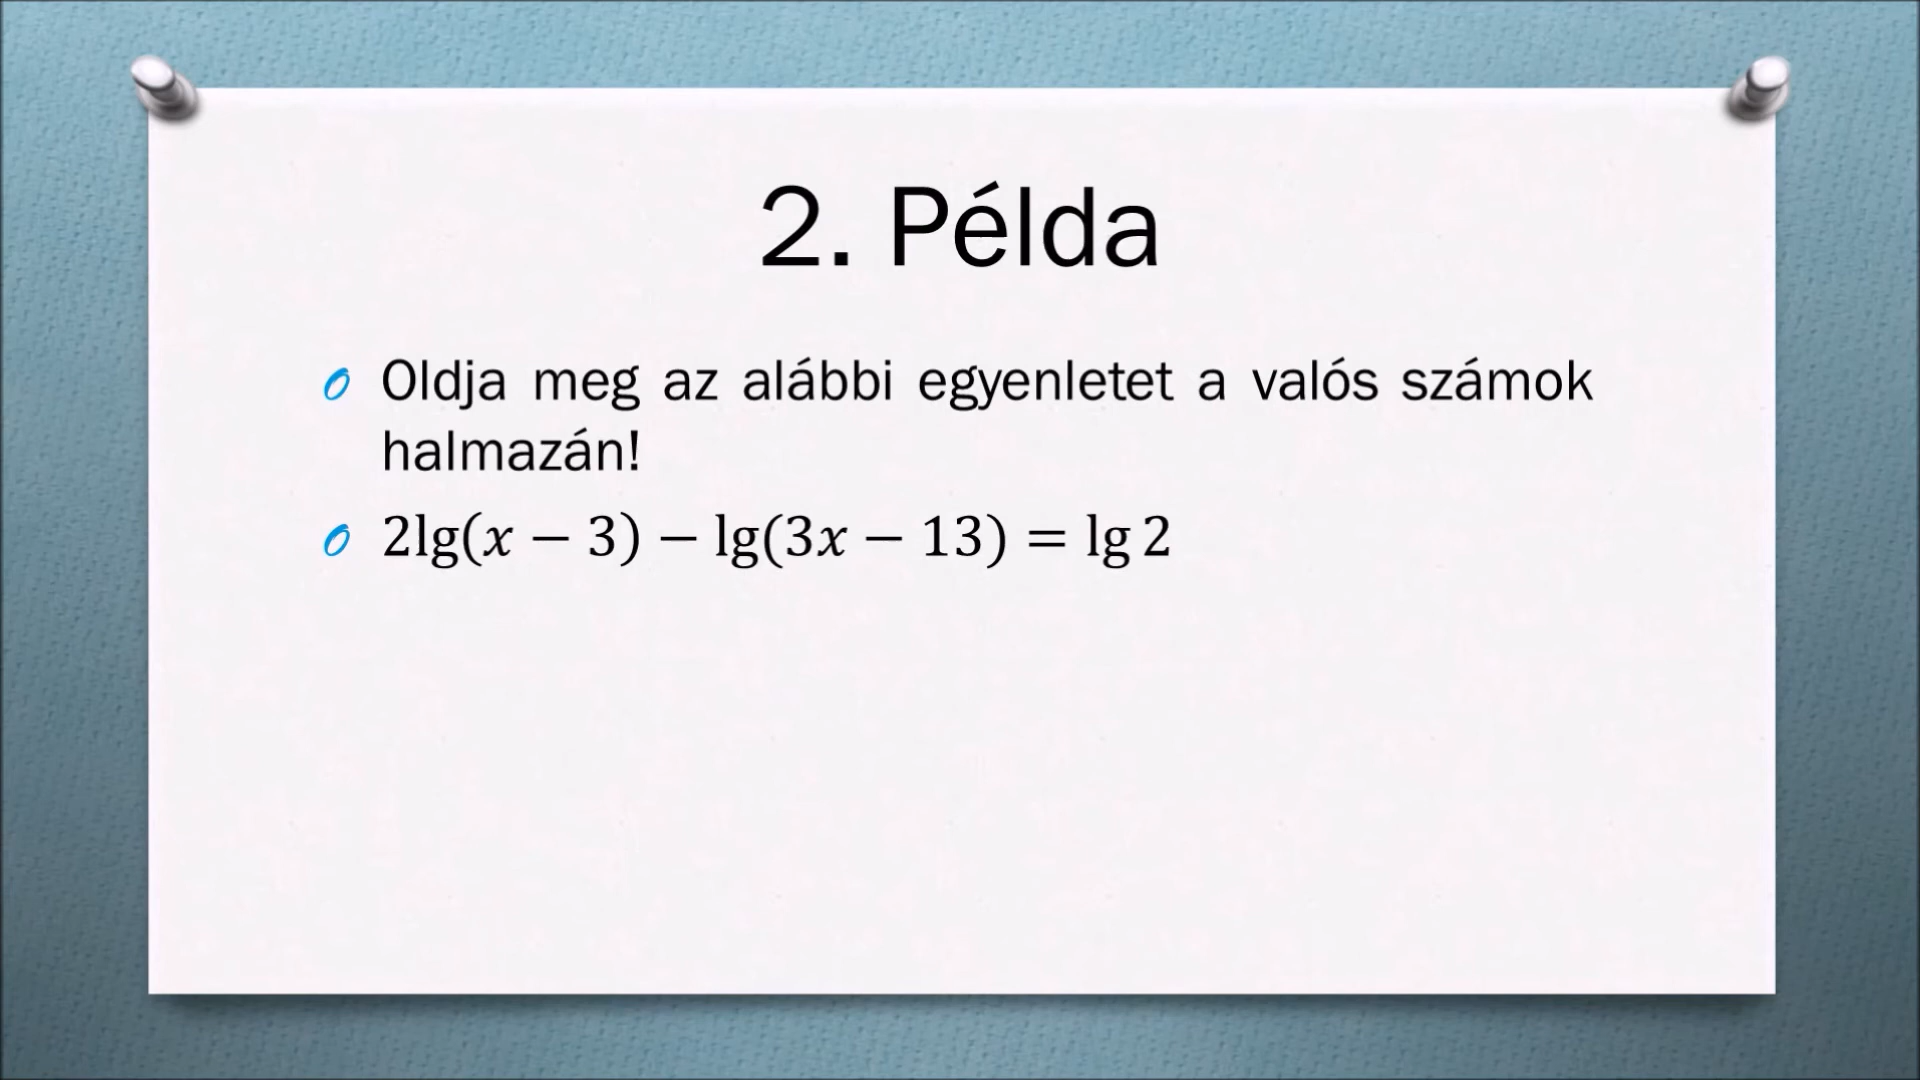 2. Példa
Oldja meg az alábbi egyenletet a valós számok
halmazán!
2lg(x − 3) − lg(3x − 13) = lg 2